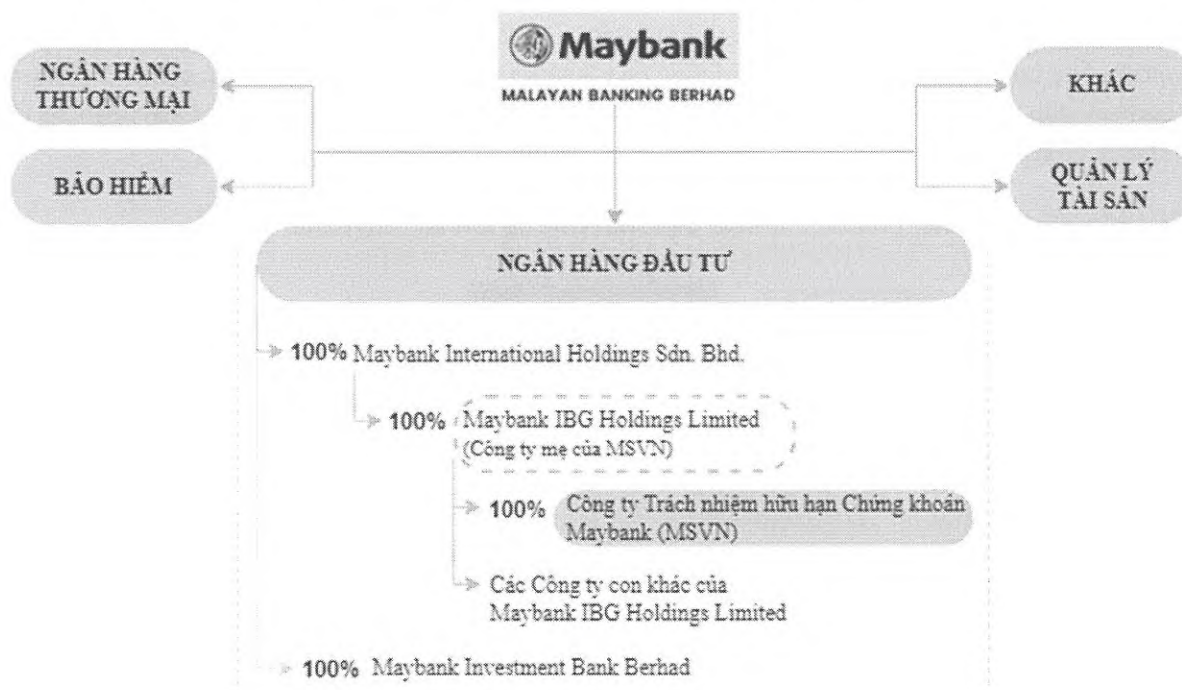 Maybank
MALAYAN BANKING BERHAD
NGÂN HÀNG
THƯƠNG MẠI
BẢO HIỂM
KHÁC
QUẢN LÝ
TÀI SẢN
NGÂN HÀNG ĐẦU TƯ
100% Maybank International Holdings Sdn. Bhd.
100% Maybank IBG Holdings Limited
(Công ty mẹ của MSVN)
100% Công ty Trách nhiệm hữu hạn Chứng khoán
Maybank (MSVN)
Các Công ty con khác của
Maybank IBG Holdings Limited
100% Maybank Investment Bank Berhad